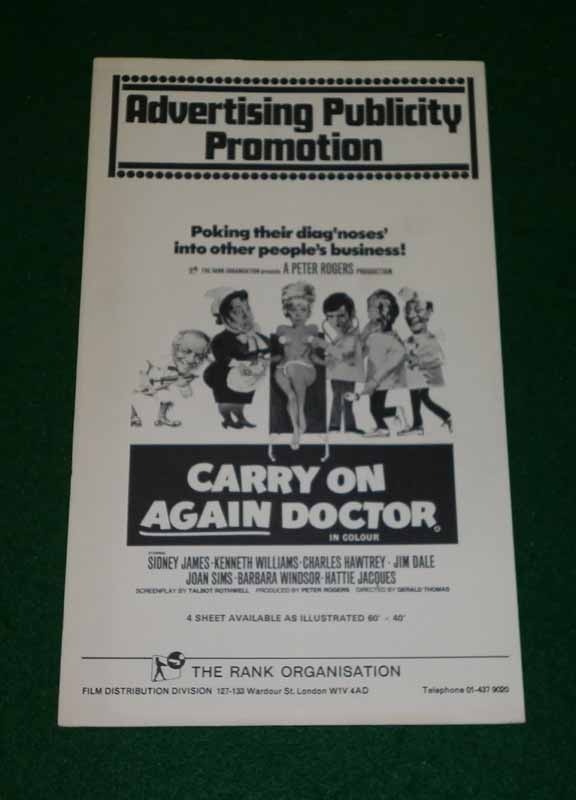 Advertising Publicity
Promotion
Poking their diag'noses'
into other people's business!
THE RANK ORGANISATION presents A PETER ROGERS PRODUCTION
CARRY ON
AGAIN DOCTOR
IN COLOUR
STARRING
SIDNEY JAMES · KENNETH WILLIAMS · CHARLES HAWTREY · JIM DALE
JOAN SIMS · BARBARA WINDSOR · HATTIE JACQUES
SCREENPLAY BY TALBOT ROTHWELL PRODUCED BY PETER ROGERS DIRECTED BY GERALD THOMAS
4 SHEET AVAILABLE AS ILLUSTRATED 60" × 40"
THE RANK ORGANISATION
FILM DISTRIBUTION DIVISION 127-133 Wardour St. London W1V 4AD Telephone 01-437 9020